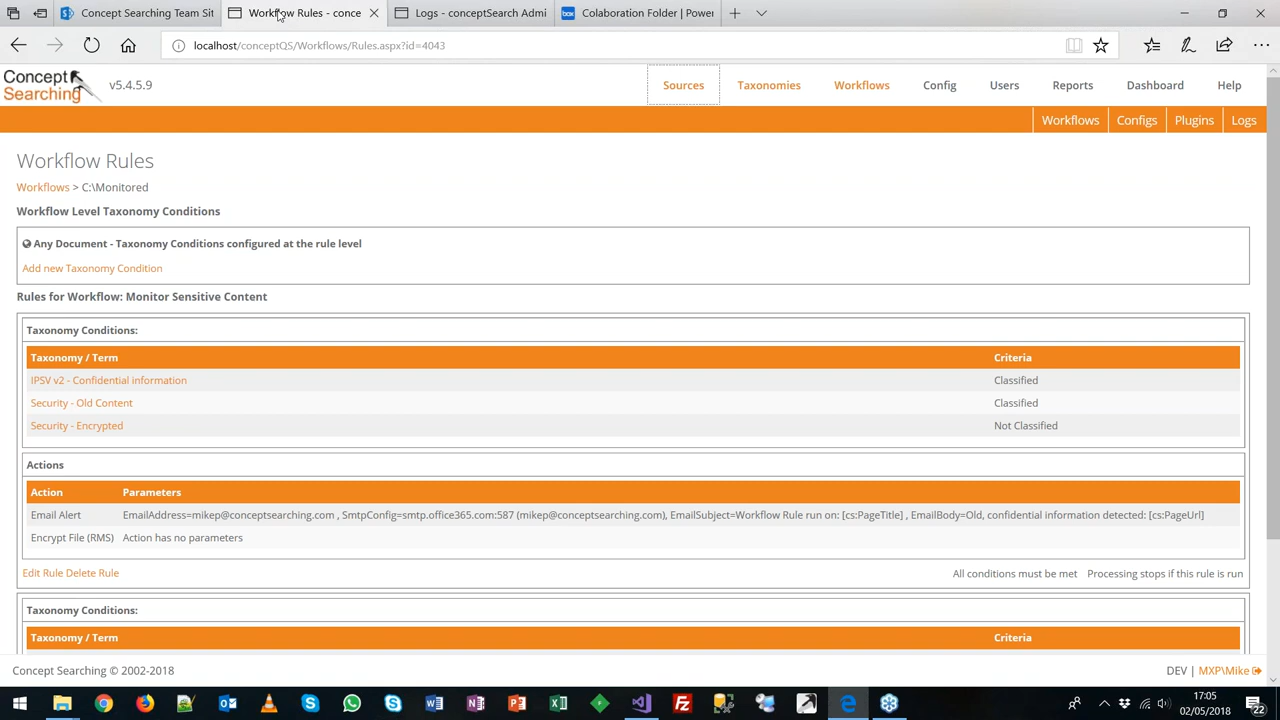 Concept Searching Team Sit
Workflow Rules - conce
Logs - conceptSearch Admi
box
Colaboration Folder | Power
localhost/conceptQS/Workflows/Rules.aspx?id=4043
Concept
Searching
v5.4.5.9
Sources
Taxonomies
Workflows
Config
Users
Reports
Dashboard
Help
Workflows
Configs
Plugins
Logs
Workflow Rules
Workflows > C:\Monitored
Workflow Level Taxonomy Conditions
Any Document - Taxonomy Conditions configured at the rule level
Add new Taxonomy Condition
Rules for Workflow: Monitor Sensitive Content
Taxonomy Conditions:
Taxonomy / Term Criteria
IPSV v2 - Confidential information Classified
Security - Old Content Classified
Security - Encrypted Not Classified
Actions
Action Parameters
Email Alert EmailAddress=mikep@conceptsearching.com , SmtpConfig=smtp.office365.com:587 (mikep@conceptsearching.com), EmailSubject=Workflow Rule run on: [cs:PageTitle] , EmailBody=Old, confidential information detected: [cs:PageUrl]
Encrypt File (RMS) Action has no parameters
Edit Rule Delete Rule All conditions must be met Processing stops if this rule is run
Taxonomy Conditions:
Taxonomy / Term Criteria
Concept Searching © 2002-2018 DEV | MXP\Mike
17:05
02/05/2018
22